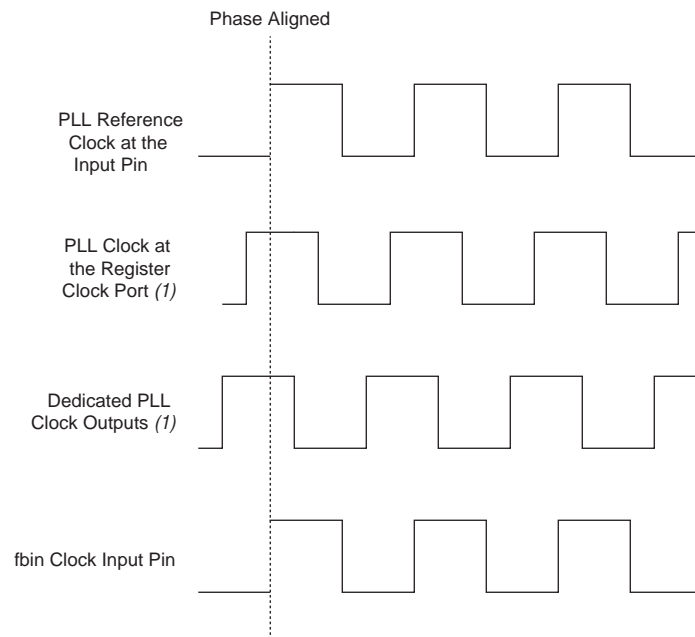 Phase Aligned
PLL Reference
Clock at the
Input Pin
PLL Clock at
the Register
Clock Port (1)
Dedicated PLL
Clock Outputs (1)
fbin Clock Input Pin